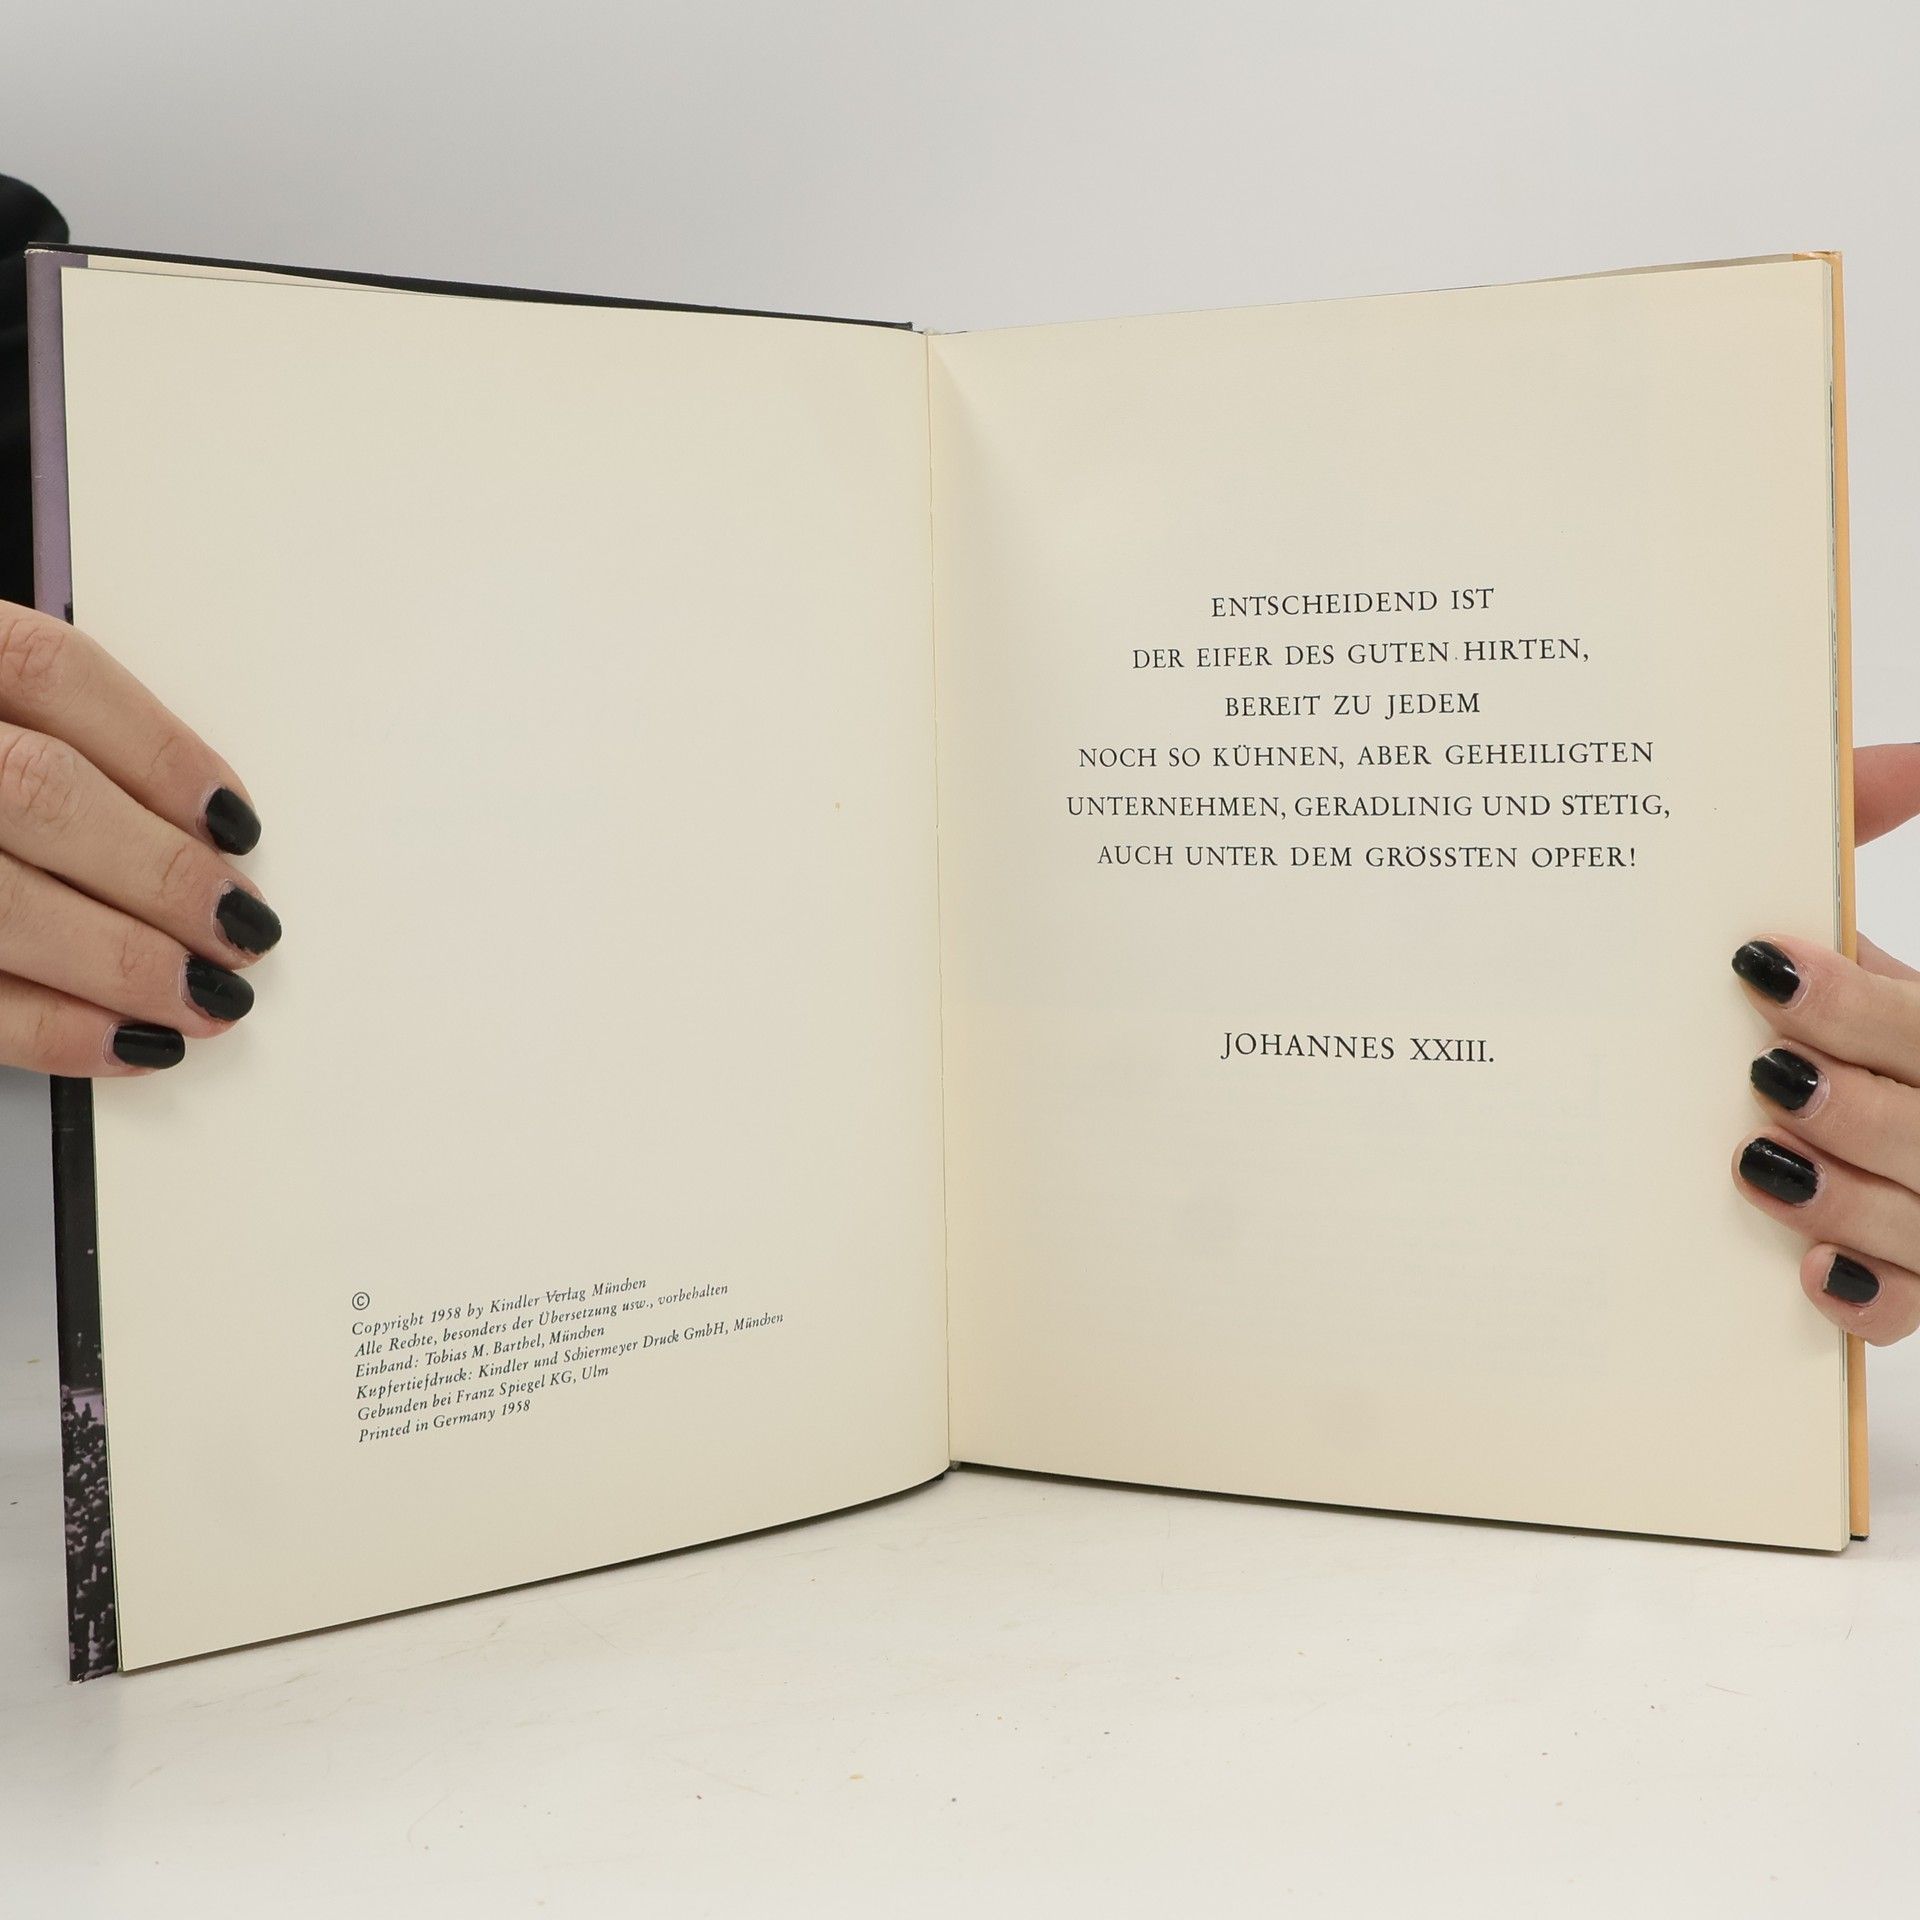 ©
Copyright 1958 by Kindler Verlag München
Alle Rechte, besonders der Übersetzung usw., vorbehalten
Einband: Tobias M. Barthel, München
Kupfertiefdruck: Kindler und Schiermeyer Druck GmbH, München
Gebunden bei Franz Spiegel KG, Ulm
Printed in Germany 1958
ENTSCHEIDEND IST
DER EIFER DES GUTEN HIRTEN,
BEREIT ZU JEDEM
NOCH SO KÜHNEN, ABER GEHEILIGTEN
UNTERNEHMEN, GERADLINIG UND STETIG,
AUCH UNTER DEM GRÖSSTEN OPFER!
JOHANNES XXIII.